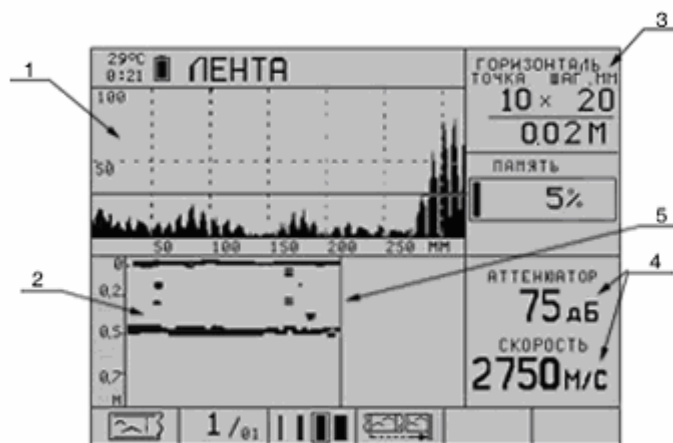 3
29°C
0:21
ЛЕНТА
ГОРИЗОНТАЛЬ
ТОЧКА ШАГ,ММ
10 × 20
0.02 М
1
100
50
50 100 150 200 250 ММ
ПАМЯТЬ
5%
5
2
0
0,2
0,5
0,7
М
4
АТТЕНЮАТОР
75 дБ
СКОРОСТЬ
2750 М/С
1/01